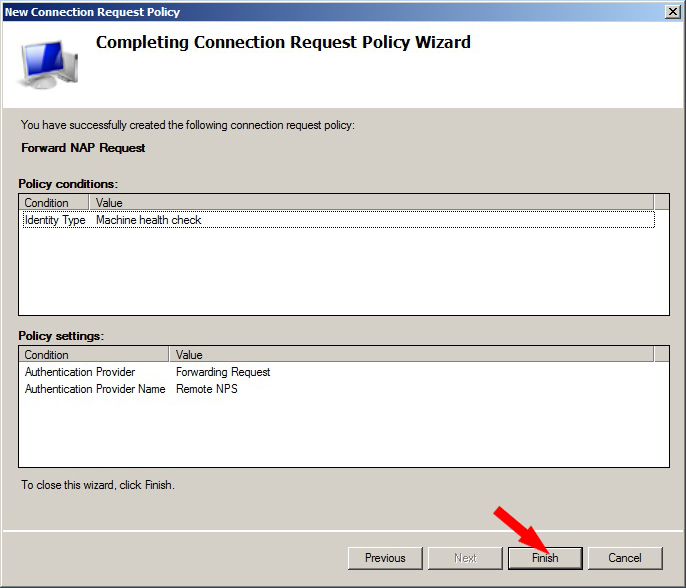 New Connection Request Policy
Completing Connection Request Policy Wizard
You have successfully created the following connection request policy:
Forward NAP Request
Policy conditions:
Condition Value
Identity Type Machine health check
Policy settings:
Condition Value
Authentication Provider Forwarding Request
Authentication Provider Name Remote NPS
To close this wizard, click Finish.
Previous Next Finish Cancel